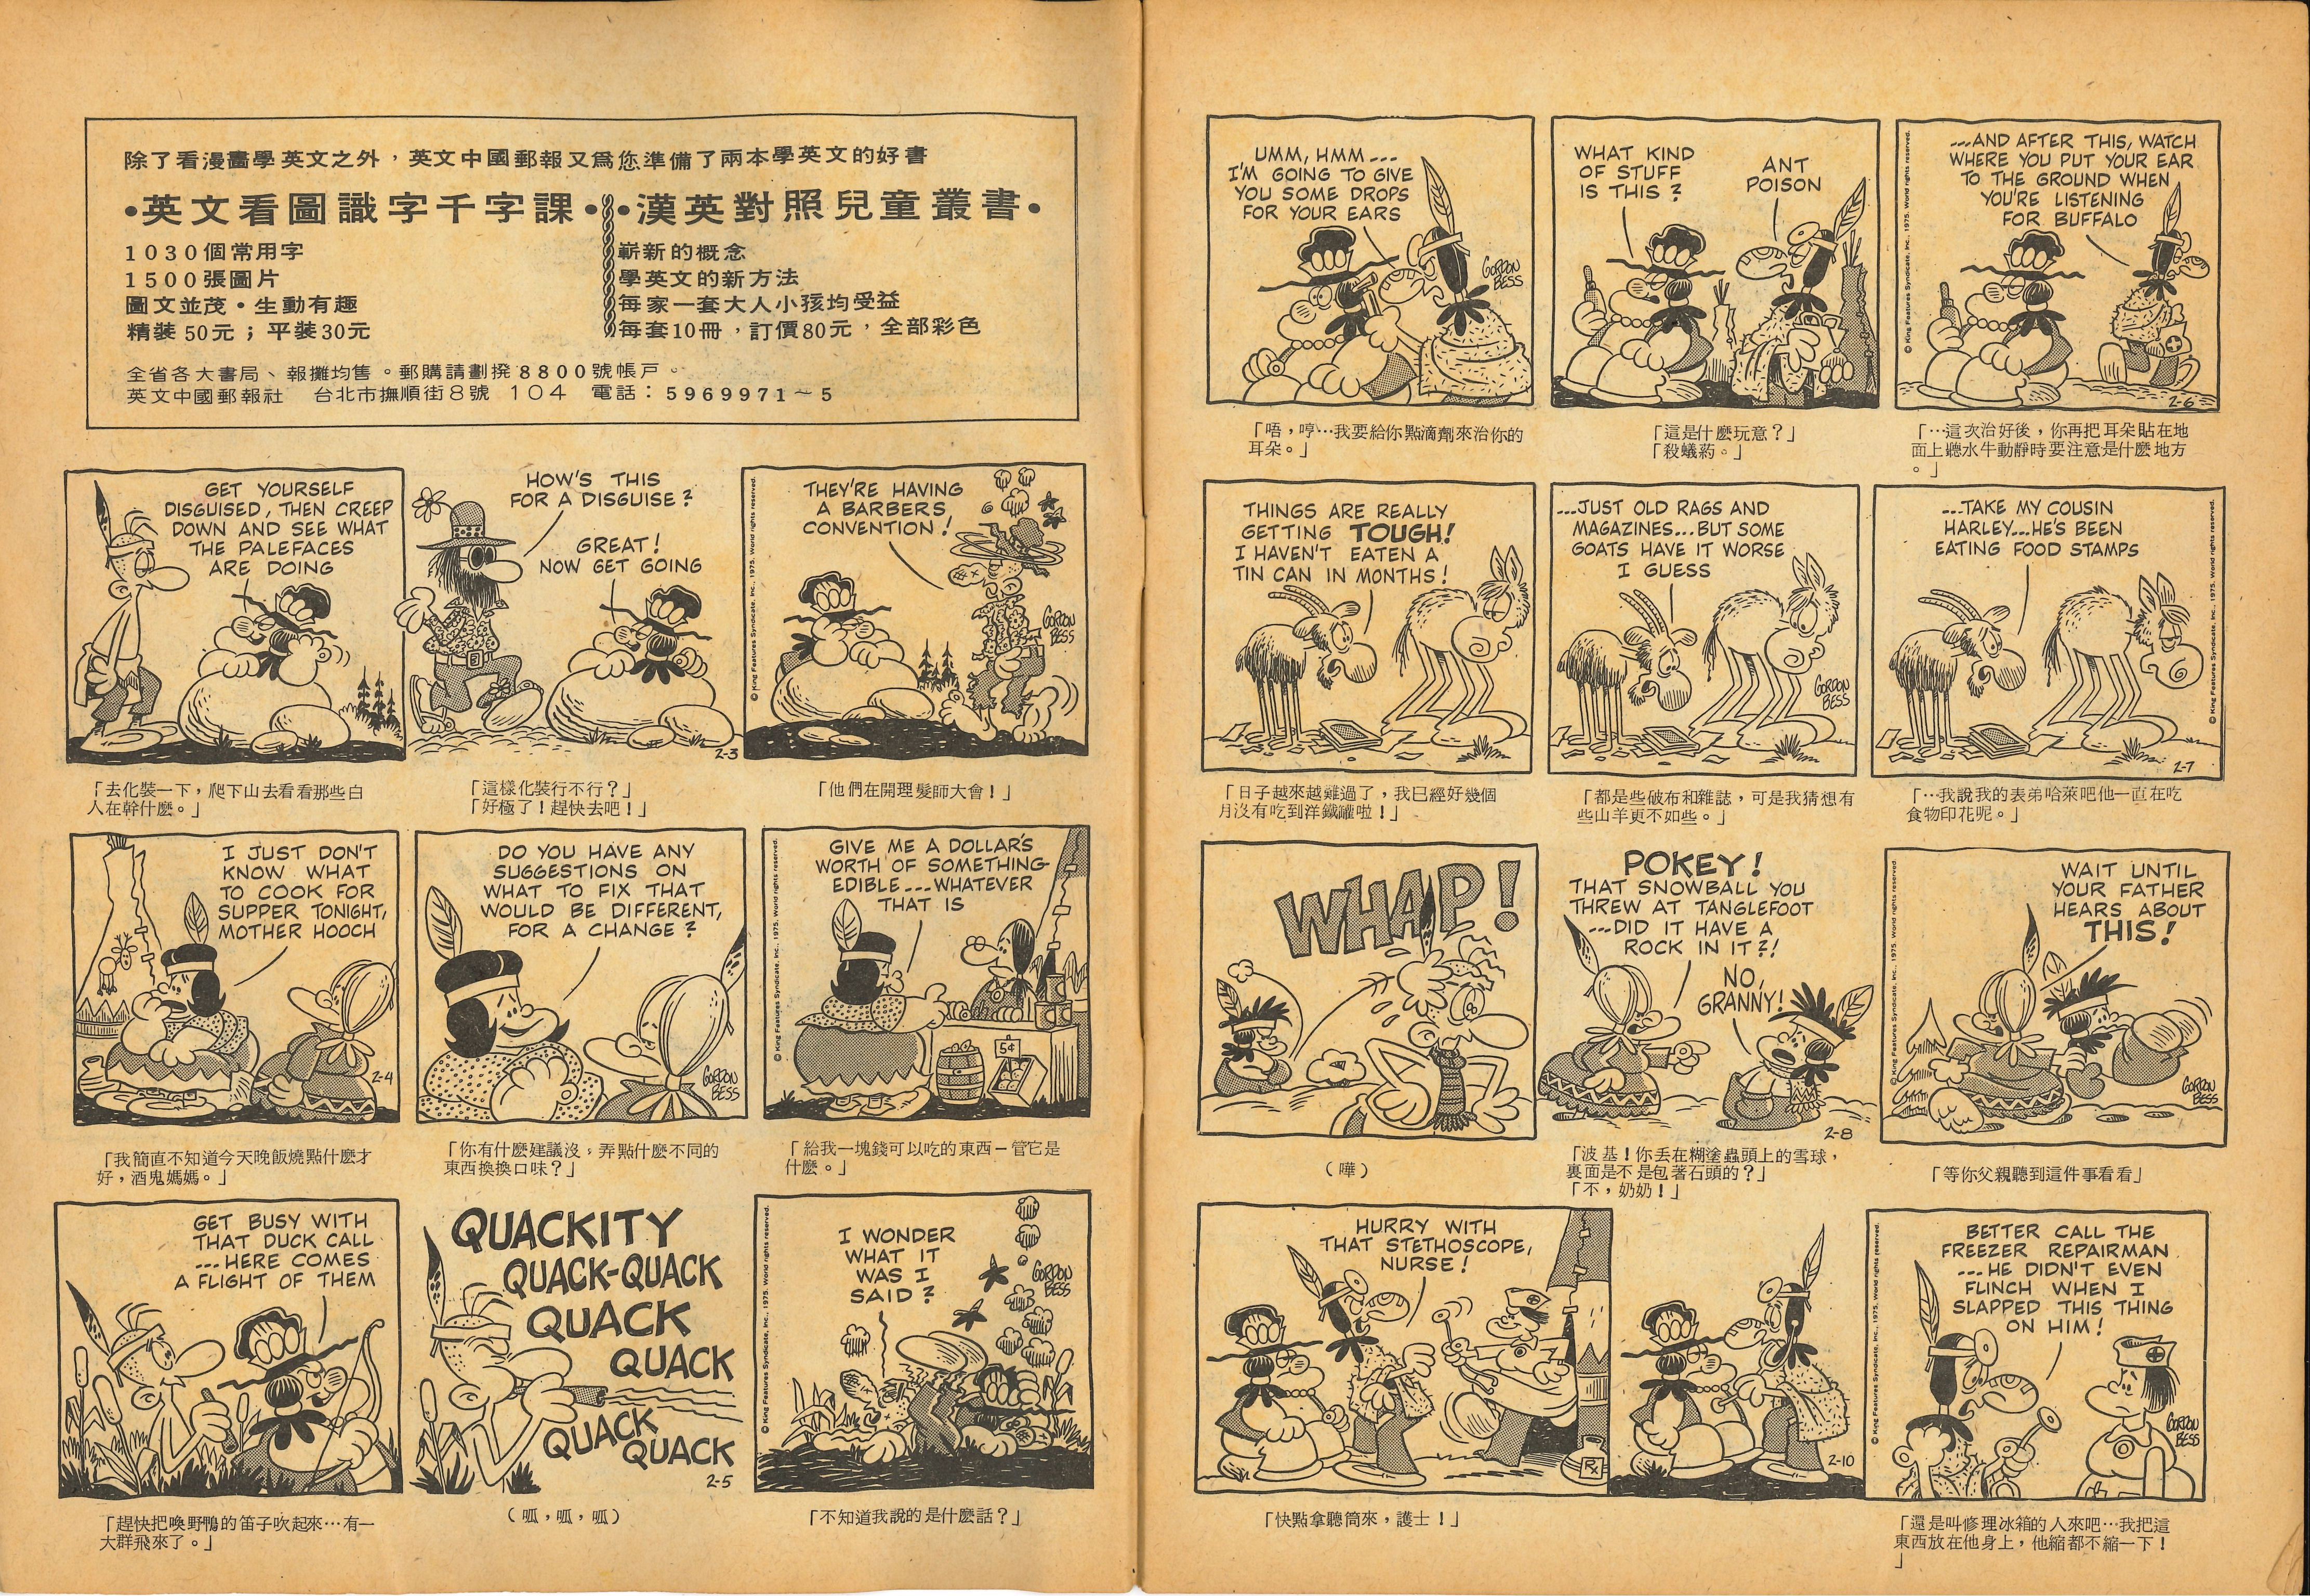 除了看漫畫學英文之外，英文中國郵報又為您準備了兩本學英文的好書
•英文看圖識字千字課•
1030個常用字
1500張圖片
圖文並茂•生動有趣
精裝50元；平裝30元
•漢英對照兒童叢書•
嶄新的概念
學英文的新方法
每家一套大人小孩均受益
每套10冊，訂價80元，全部彩色
全省各大書局、報攤均售。郵購請劃撥8800號帳戶。
英文中國郵報社 台北市撫順街8號 104 電話：5969971～5
GET YOURSELF
DISGUISED, THEN CREEP
DOWN AND SEE WHAT
THE PALEFACES
ARE DOING
HOW'S THIS
FOR A DISGUISE?
GREAT!
NOW GET GOING
2-3
© King Features Syndicate, Inc., 1975. World rights reserved.
THEY'RE HAVING
A BARBERS
CONVENTION!
GORDON
BESS
「去化裝一下，爬下山去看看那些白
人在幹什麼。」
「這樣化裝行不行？」
「好極了！趕快去吧！」
「他們在開理髮師大會！」
I JUST DON'T
KNOW WHAT
TO COOK FOR
SUPPER TONIGHT,
MOTHER HOOCH
2-4
DO YOU HAVE ANY
SUGGESTIONS ON
WHAT TO FIX THAT
WOULD BE DIFFERENT,
FOR A CHANGE?
GORDON
BESS
© King Features Syndicate, Inc., 1975. World rights reserved.
GIVE ME A DOLLAR'S
WORTH OF SOMETHING
EDIBLE...WHATEVER
THAT IS
5¢
「我簡直不知道今天晚飯燒點什麼才
好，酒鬼媽媽。」
「你有什麼建議沒，弄點什麼不同的
東西換換口味？」
「給我一塊錢可以吃的東西－管它是
什麼。」
GET BUSY WITH
THAT DUCK CALL
...HERE COMES
A FLIGHT OF THEM
QUACKITY
QUACK-QUACK
QUACK
QUACK
QUACK
QUACK
2-5
© King Features Syndicate, Inc., 1975. World rights reserved.
I WONDER
WHAT IT
WAS I
SAID?
GORDON
BESS
「趕快把喚野鴨的笛子吹起來…有一
大群飛來了。」
（呱，呱，呱）
「不知道我說的是什麼話？」
UMM, HMM...
I'M GOING TO GIVE
YOU SOME DROPS
FOR YOUR EARS
GORDON
BESS
WHAT KIND
OF STUFF
IS THIS?
ANT
POISON
© King Features Syndicate, Inc., 1975. World rights reserved.
...AND AFTER THIS, WATCH
WHERE YOU PUT YOUR EAR
TO THE GROUND WHEN
YOU'RE LISTENING
FOR BUFFALO
2-6
「唔，哼…我要給你點滴劑來治你的
耳朵。」
「這是什麼玩意？」
「殺蟻葯。」
「…這次治好後，你再把耳朵貼在地
面上聽水牛動靜時要注意是什麼地方
。」
THINGS ARE REALLY
GETTING TOUGH!
I HAVEN'T EATEN A
TIN CAN IN MONTHS!
...JUST OLD RAGS AND
MAGAZINES...BUT SOME
GOATS HAVE IT WORSE
I GUESS
GORDON
BESS
...TAKE MY COUSIN
HARLEY...HE'S BEEN
EATING FOOD STAMPS
© King Features Syndicate, Inc., 1975. World rights reserved.
2-7
「日子越來越難過了，我已經好幾個
月沒有吃到洋鐵罐啦！」
「都是些破布和雜誌，可是我猜想有
些山羊更不如些。」
「…我說我的表弟哈萊吧他一直在吃
食物印花呢。」
WHAP!
POKEY!
THAT SNOWBALL YOU
THREW AT TANGLEFOOT
...DID IT HAVE A
ROCK IN IT?!
NO,
GRANNY!
2-8
© King Features Syndicate, Inc., 1975. World rights reserved.
WAIT UNTIL
YOUR FATHER
HEARS ABOUT
THIS!
GORDON
BESS
（嘩）
「波基！你丟在糊塗蟲頭上的雪球，
裏面是不是包著石頭的？」
「不，奶奶！」
「等你父親聽到這件事看看」
HURRY WITH
THAT STETHOSCOPE,
NURSE!
RX
2-10
© King Features Syndicate, Inc., 1975. World rights reserved.
BETTER CALL THE
FREEZER REPAIRMAN
...HE DIDN'T EVEN
FLINCH WHEN I
SLAPPED THIS THING
ON HIM!
GORDON
BESS
「快點拿聽筒來，護士！」
「還是叫修理冰箱的人來吧…我把這
東西放在他身上，他縮都不縮一下！
」